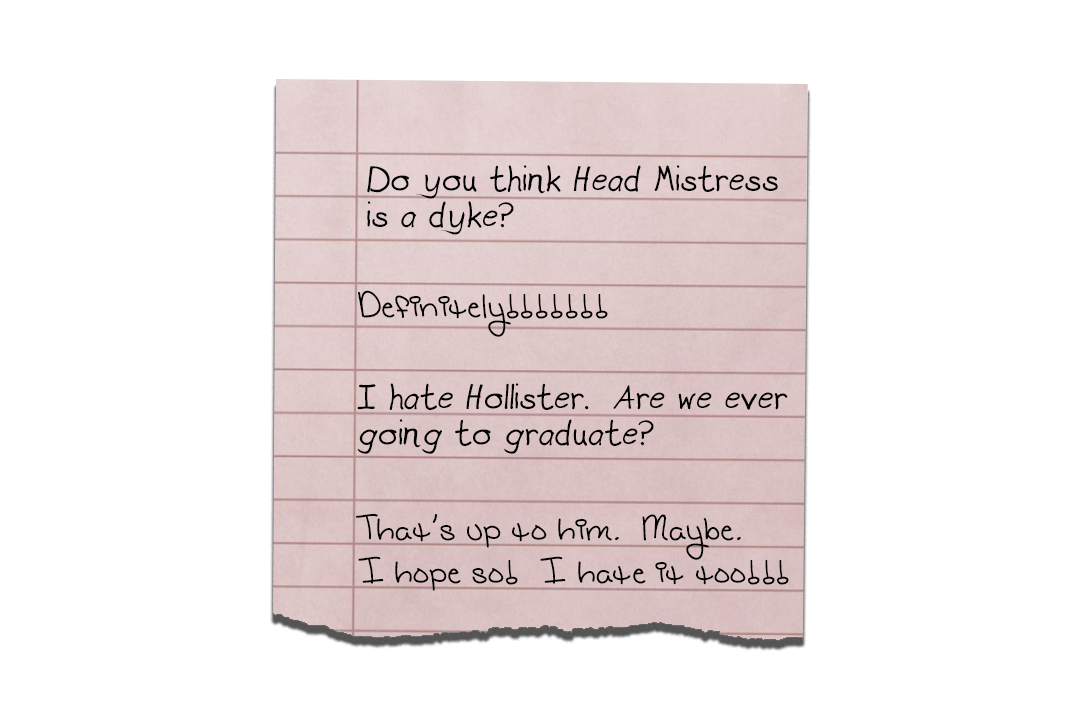 Do you think Head Mistress
is a dyke?
Definitely!!!!!!!
I hate Hollister. Are we ever
going to graduate?
That's up to him. Maybe.
I hope so! I hate it too!!!